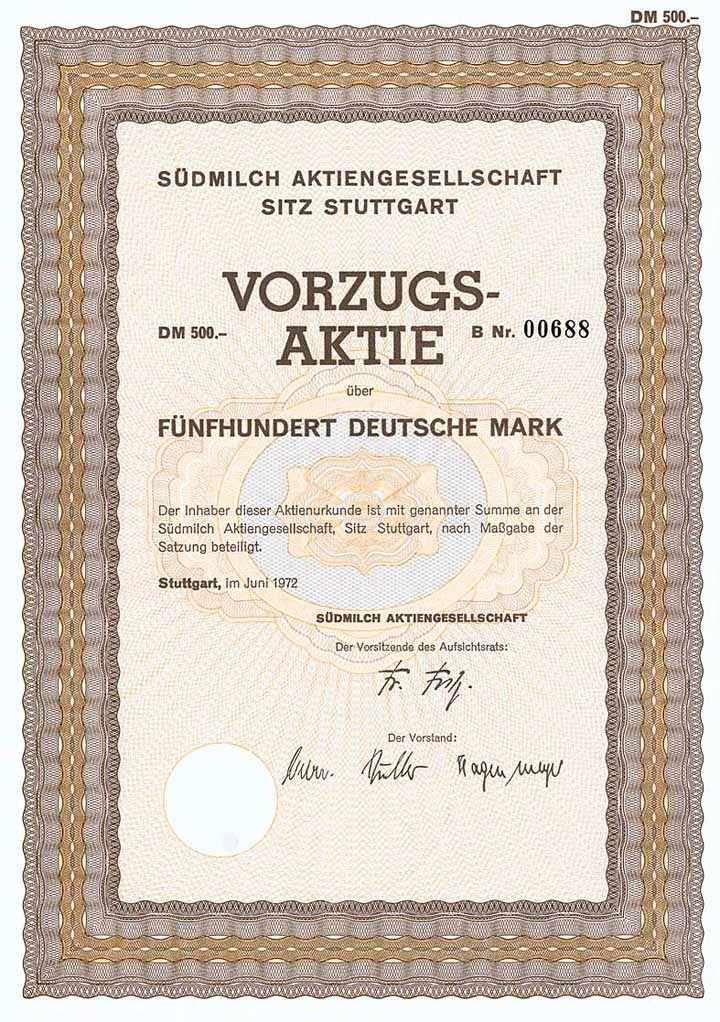 DM 500.–
SÜDMILCH AKTIENGESELLSCHAFT
SITZ STUTTGART
VORZUGS-
DM 500.–
AKTIE
B Nr. 00688
über
FÜNFHUNDERT DEUTSCHE MARK
Der Inhaber dieser Aktienurkunde ist mit genannter Summe an der
Südmilch Aktiengesellschaft, Sitz Stuttgart, nach Maßgabe der
Satzung beteiligt.
Stuttgart, im Juni 1972
SÜDMILCH AKTIENGESELLSCHAFT
Der Vorsitzende des Aufsichtsrats:
Der Vorstand: